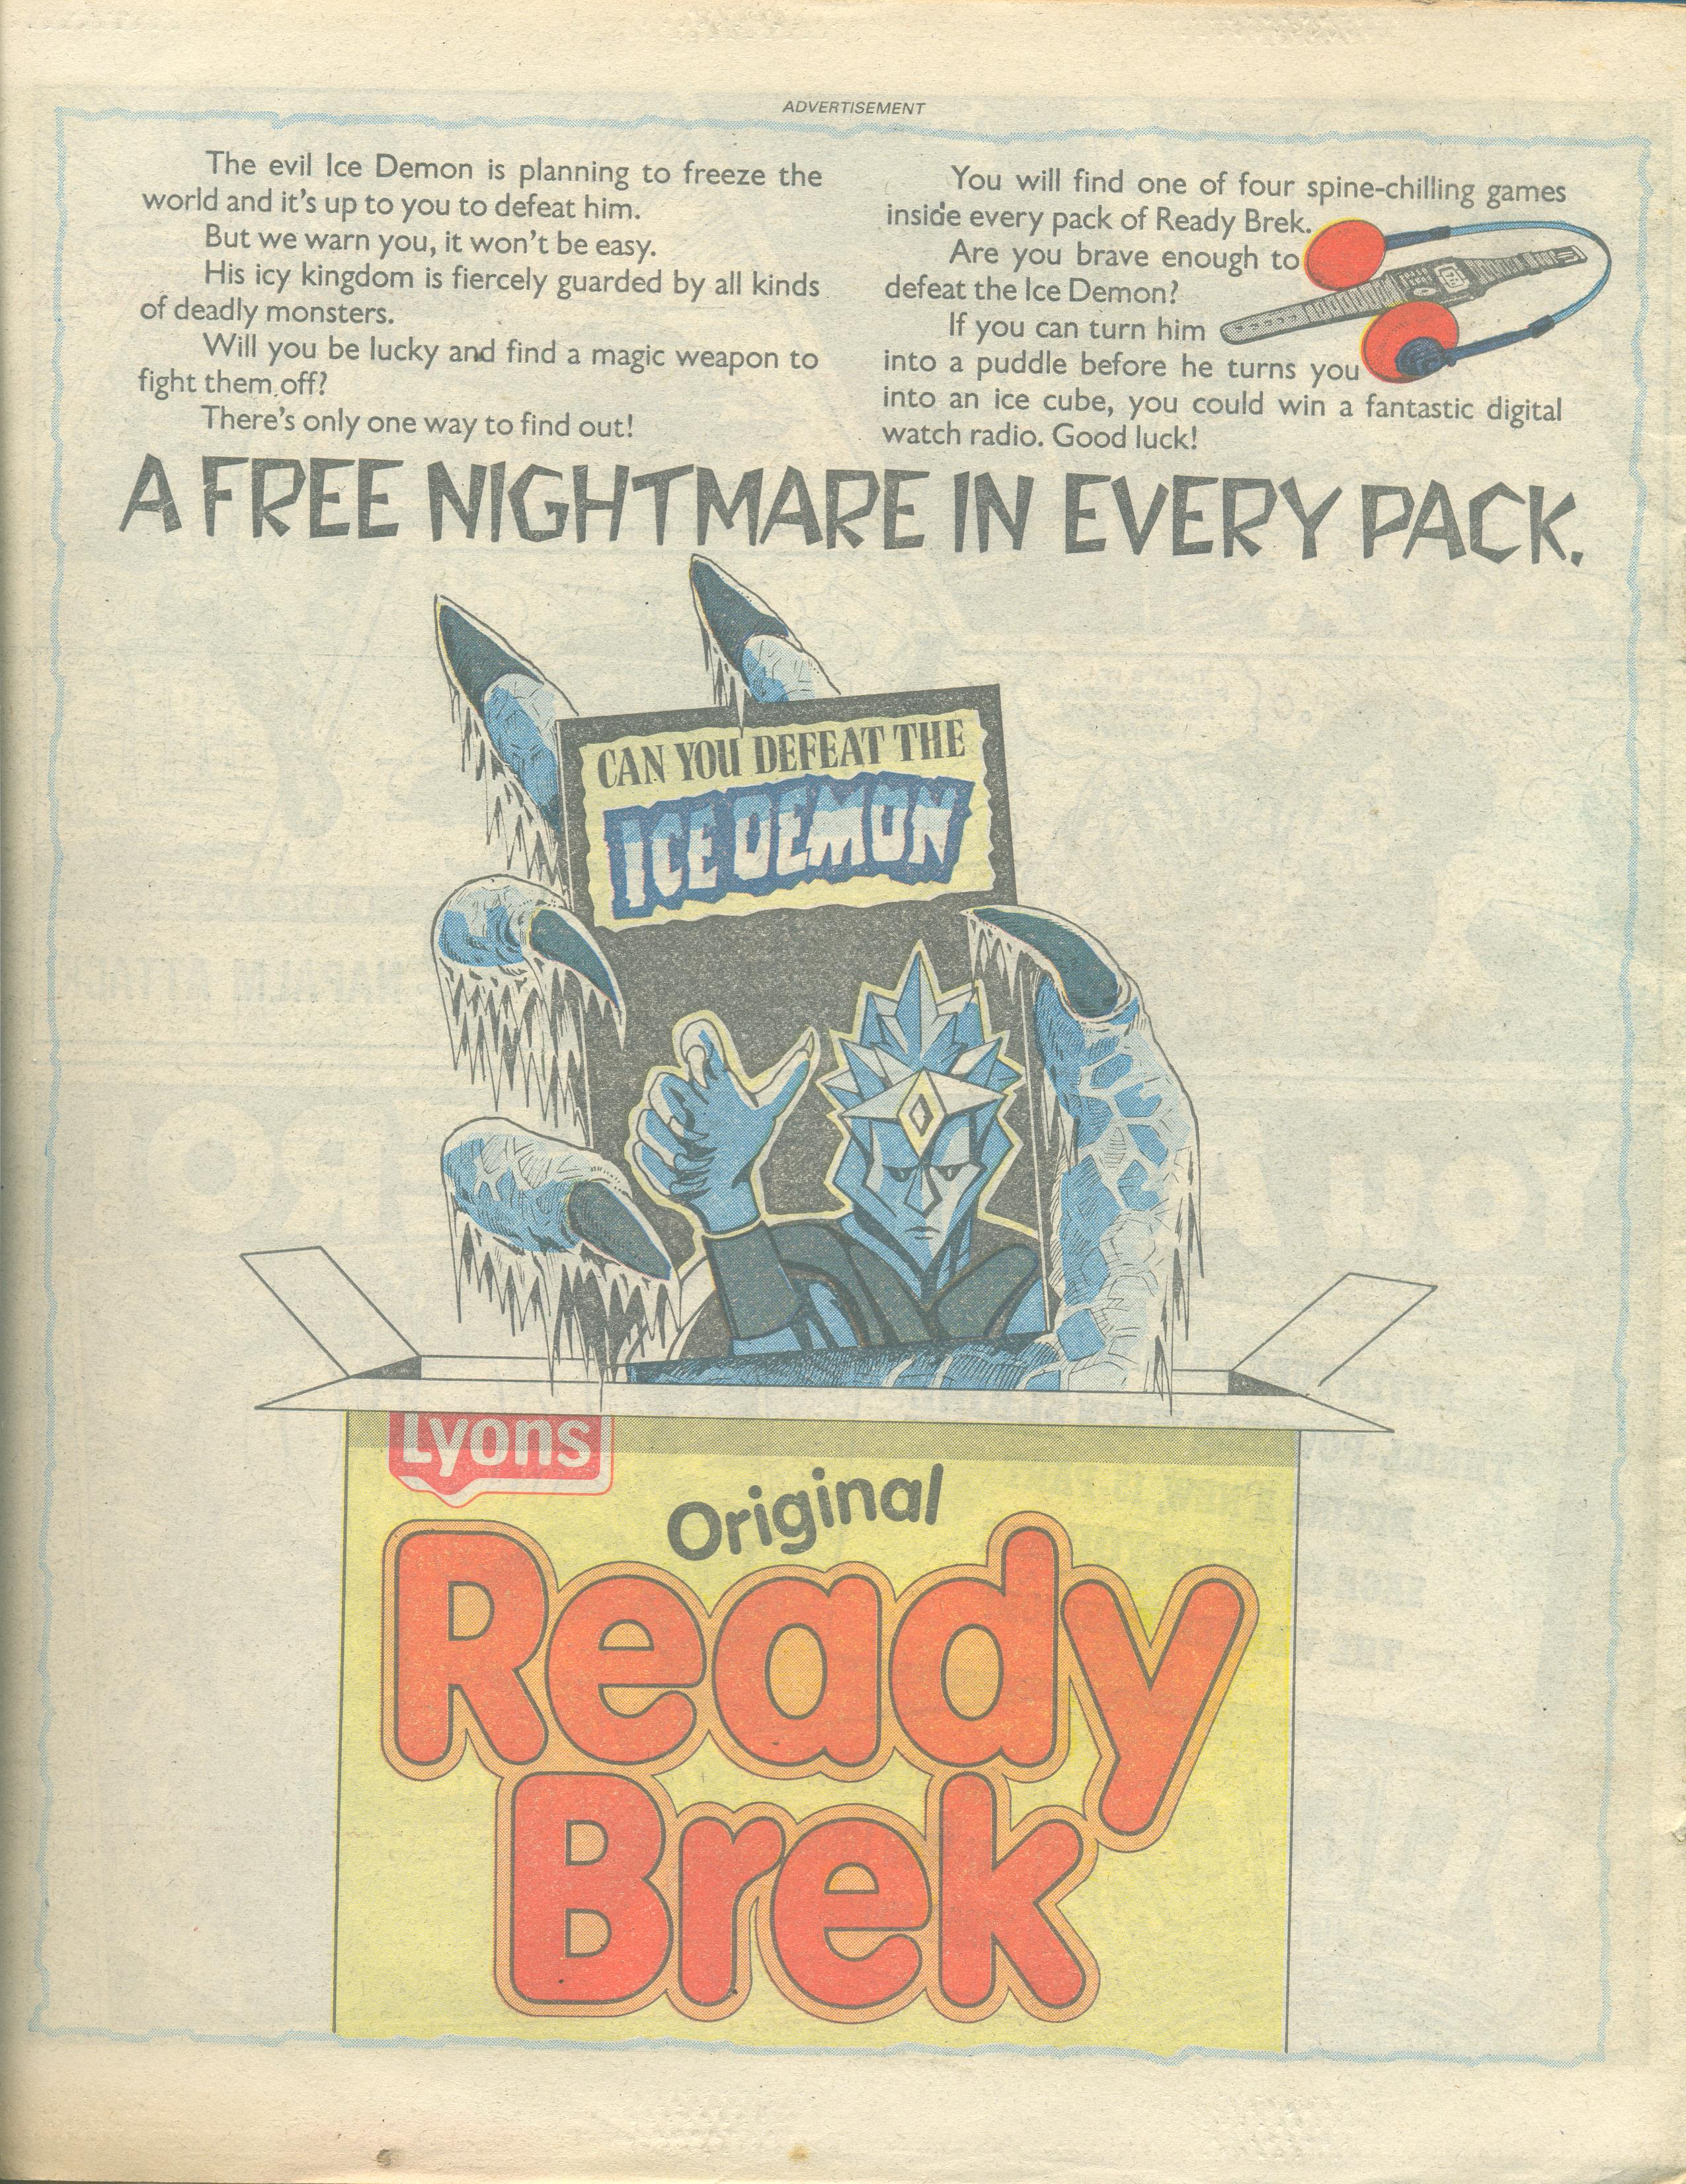 ADVERTISEMENT
The evil Ice Demon is planning to freeze the
world and it's up to you to defeat him.
But we warn you, it won't be easy.
His icy kingdom is fiercely guarded by all kinds
of deadly monsters.
Will you be lucky and find a magic weapon to
fight them off?
There's only one way to find out!
You will find one of four spine-chilling games
inside every pack of Ready Brek.
Are you brave enough to
defeat the Ice Demon?
If you can turn him
into a puddle before he turns you
into an ice cube, you could win a fantastic digital
watch radio. Good luck!
A FREE NIGHTMARE IN EVERY PACK.
CAN YOU DEFEAT THE
ICE DEMON
Lyons
Original
Ready
Brek